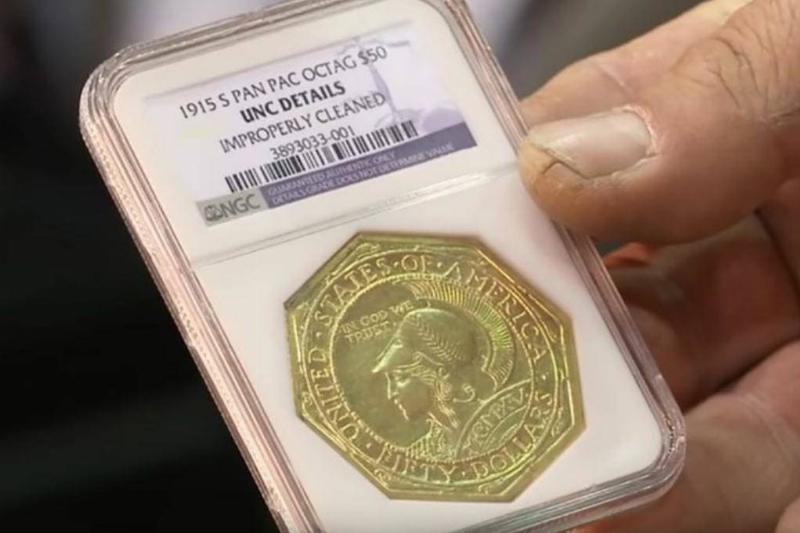 1915 S PAN PAC OCTAG $50
UNC DETAILS
IMPROPERLY CLEANED
3893033-001
GUARANTEED AUTHENTIC ONLY
DETAILS GRADE DOES NOT DETERMINE VALUE
NGC
UNITED·STATES·OF·AMERICA
IN GOD WE
TRUST
MCMXV
FIFTY·DOLLARS